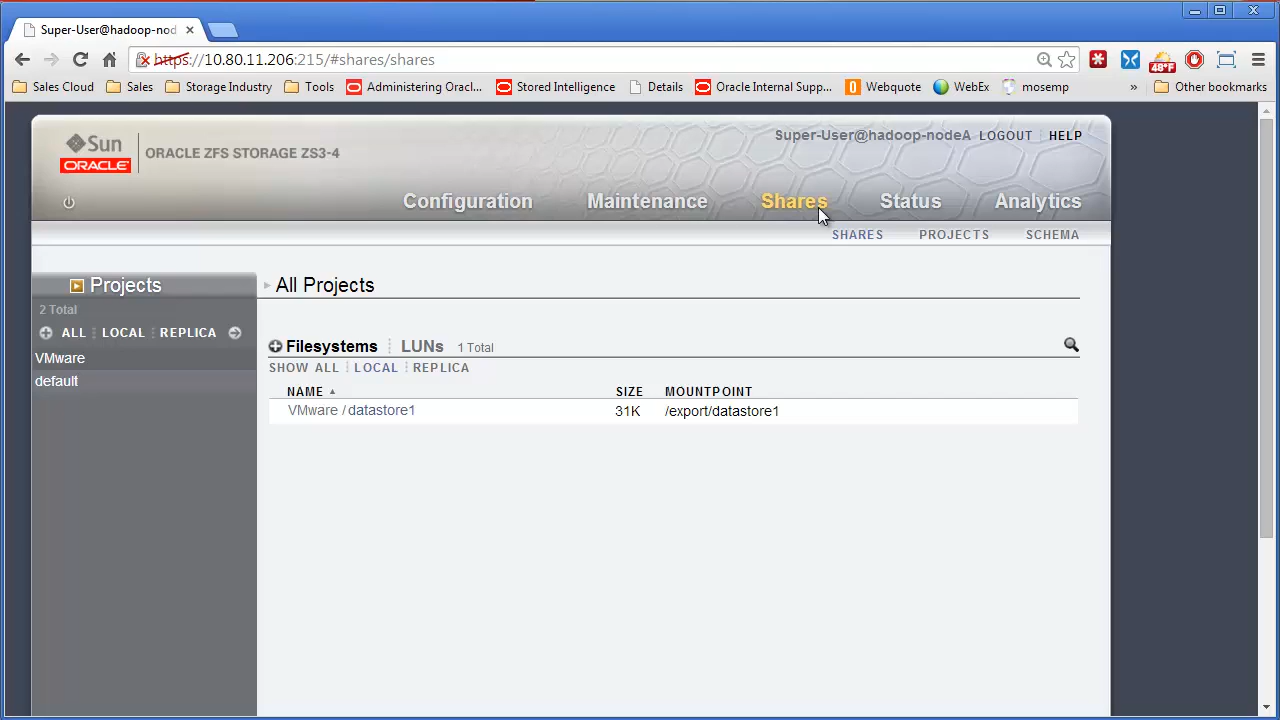 Super-User@hadoop-nod
https://10.80.11.206:215/#shares/shares
48°F
Sales Cloud Sales Storage Industry Tools Administering Or... Stored Intelligence Details Oracle Internal Supp... Webquote WebEx mosemp » Other bookmarks
Super-User@hadoop-nodeA LOGOUT HELP
Sun
ORACLE
ORACLE ZFS STORAGE ZS3-4
Configuration Maintenance Shares Status Analytics
SHARES PROJECTS SCHEMA
Projects
2 Total
ALL LOCAL REPLICA
VMware
default
All Projects
Filesystems LUNs 1 Total
SHOW ALL LOCAL REPLICA
NAME SIZE MOUNTPOINT
VMware / datastore1 31K /export/datastore1